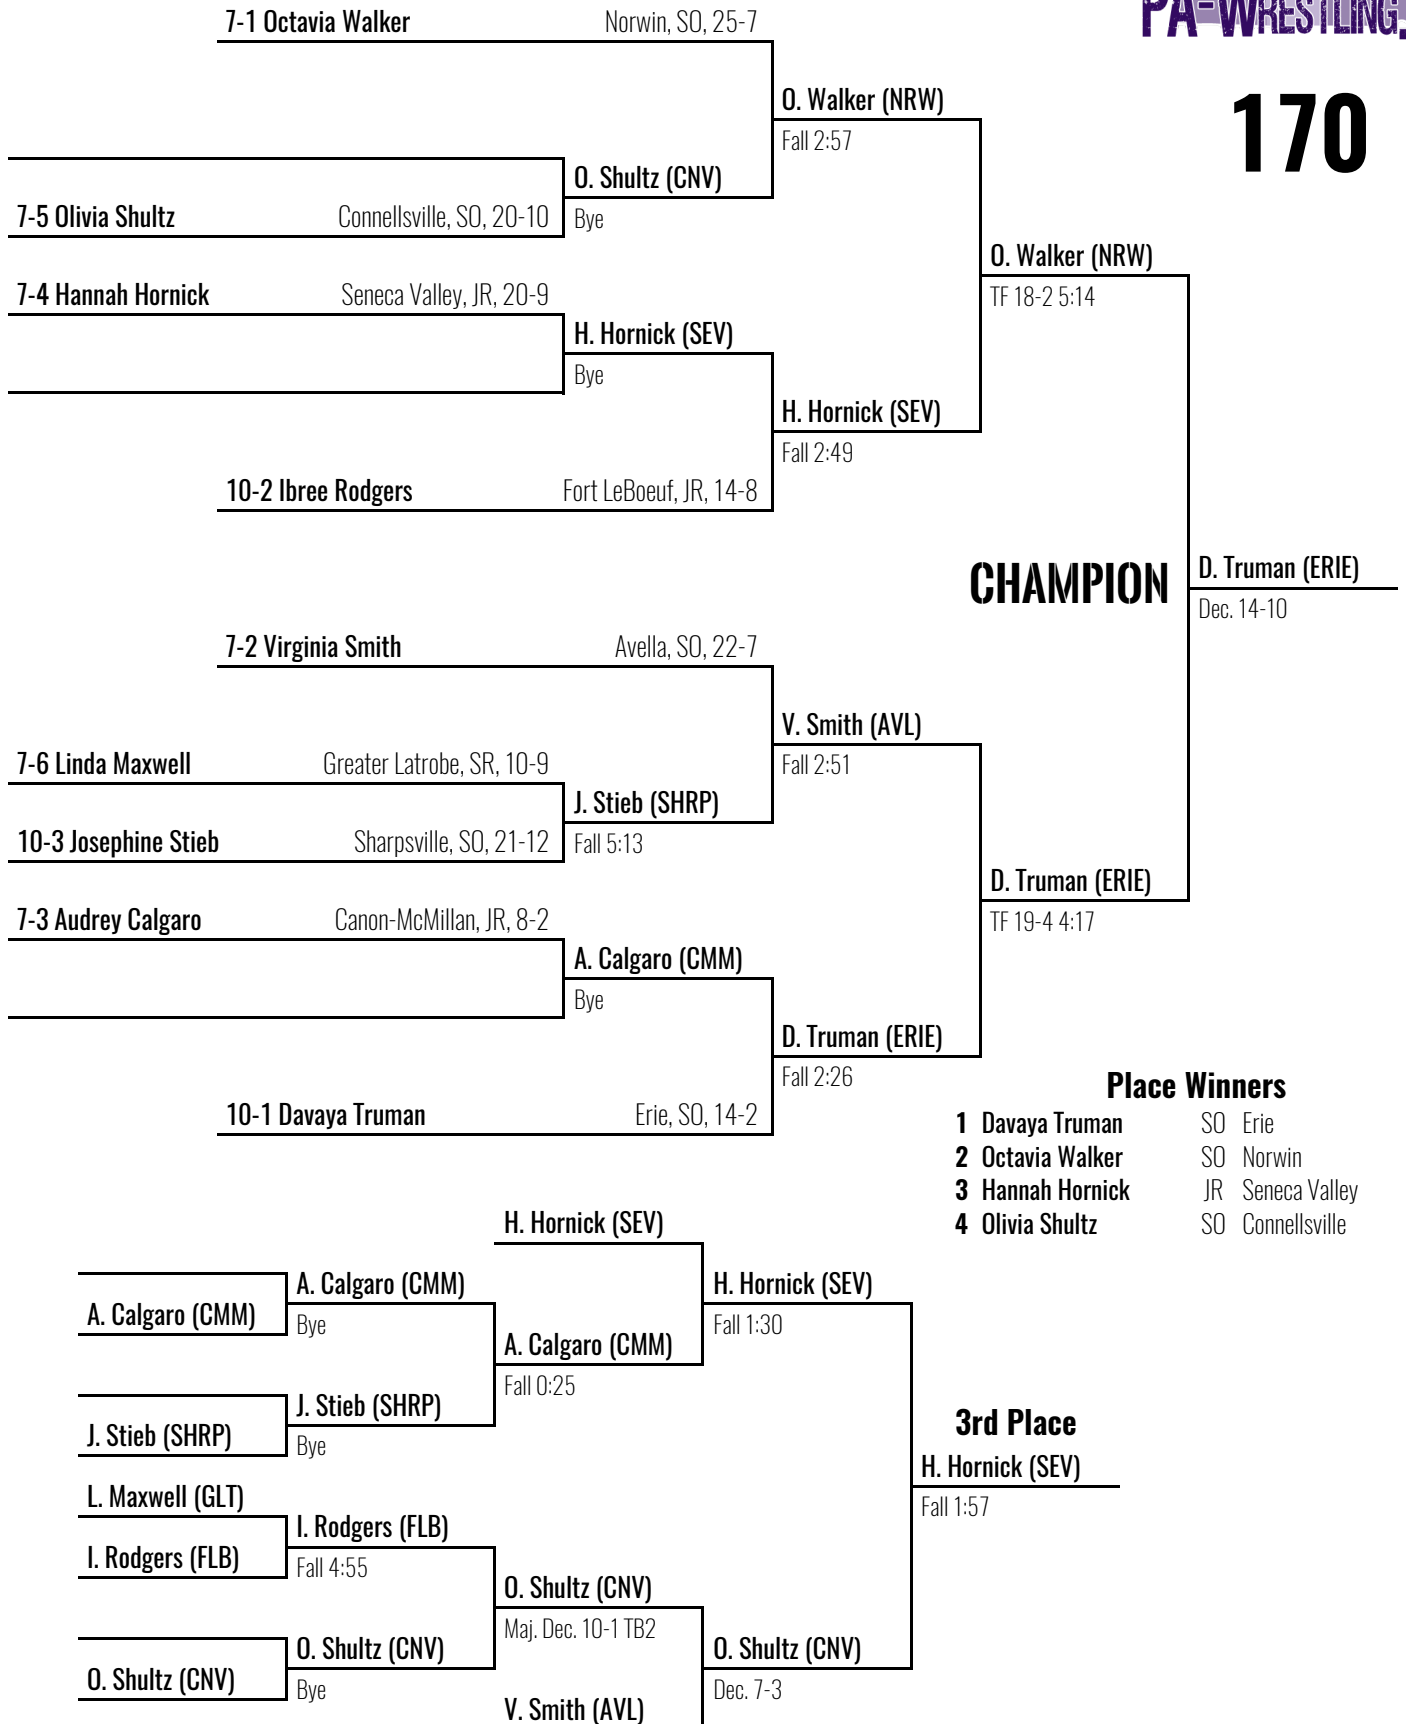 PA-WRESTLING.
170
7-1 Octavia Walker Norwin, SO, 25-7
O. Walker (NRW)
Fall 2:57
O. Shultz (CNV)
7-5 Olivia Shultz Connellsville, SO, 20-10
Bye
O. Walker (NRW)
TF 18-2 5:14
7-4 Hannah Hornick Seneca Valley, JR, 20-9
H. Hornick (SEV)
Bye
H. Hornick (SEV)
Fall 2:49
10-2 Ibree Rodgers Fort LeBoeuf, JR, 14-8
CHAMPION
D. Truman (ERIE)
Dec. 14-10
7-2 Virginia Smith Avella, SO, 22-7
V. Smith (AVL)
Fall 2:51
7-6 Linda Maxwell Greater Latrobe, SR, 10-9
J. Stieb (SHRP)
10-3 Josephine Stieb Sharpsville, SO, 21-12
Fall 5:13
D. Truman (ERIE)
TF 19-4 4:17
7-3 Audrey Calgaro Canon-McMillan, JR, 8-2
A. Calgaro (CMM)
Bye
D. Truman (ERIE)
Fall 2:26
10-1 Davaya Truman Erie, SO, 14-2
Place Winners
1 Davaya Truman SO Erie
2 Octavia Walker SO Norwin
3 Hannah Hornick JR Seneca Valley
4 Olivia Shultz SO Connellsville
H. Hornick (SEV)
A. Calgaro (CMM)
H. Hornick (SEV)
A. Calgaro (CMM)
Bye
Fall 1:30
A. Calgaro (CMM)
Fall 0:25
J. Stieb (SHRP)
J. Stieb (SHRP)
Bye
3rd Place
H. Hornick (SEV)
Fall 1:57
L. Maxwell (GLT)
I. Rodgers (FLB)
I. Rodgers (FLB)
Fall 4:55
O. Shultz (CNV)
Maj. Dec. 10-1 TB2
O. Shultz (CNV)
O. Shultz (CNV)
O. Shultz (CNV)
Bye
Dec. 7-3
V. Smith (AVL)